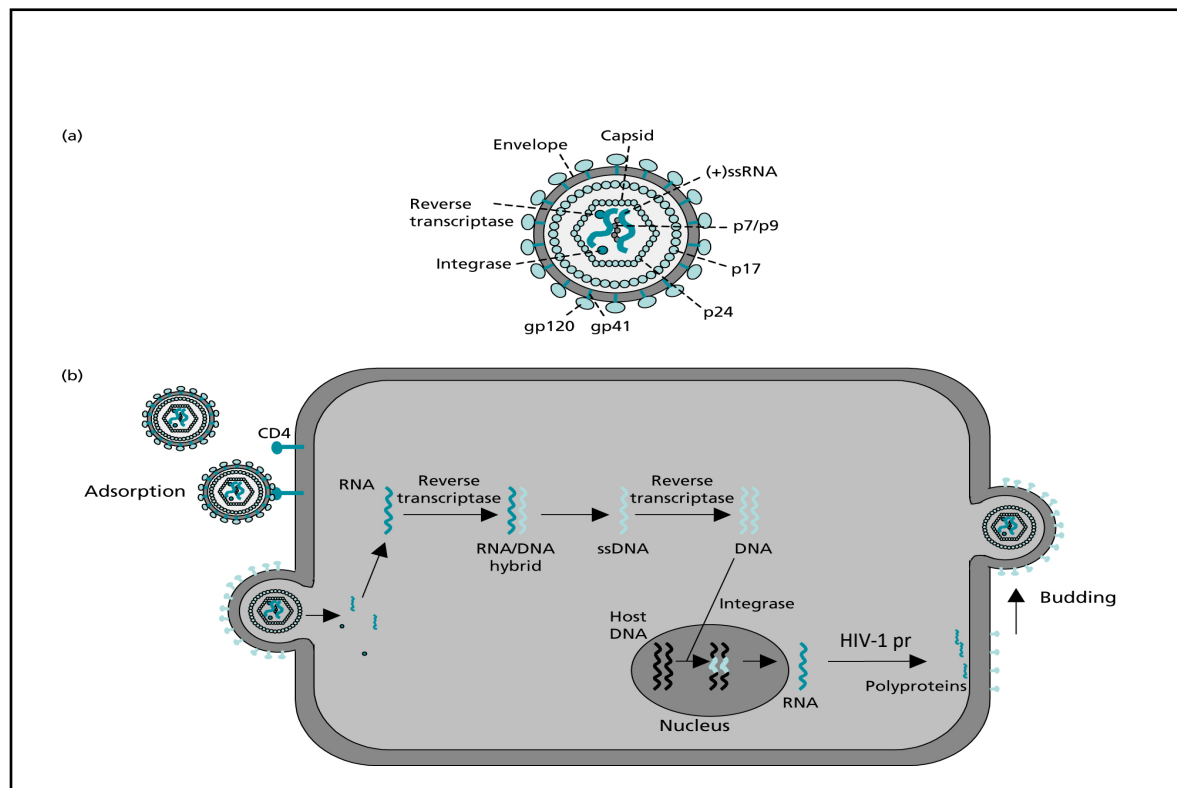 (a)
Envelope
Capsid
(+)ssRNA
Reverse
transcriptase
p7/p9
Integrase
p17
p24
gp120
gp41
(b)
CD4
Adsorption
RNA
Reverse
transcriptase
RNA/DNA
hybrid
ssDNA
Reverse
transcriptase
DNA
Integrase
Host
DNA
Nucleus
RNA
HIV-1 pr
Polyproteins
Budding